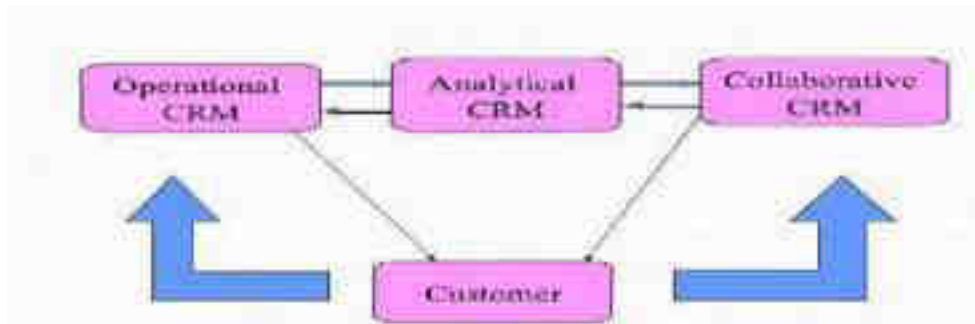 Operational
CRM
Analytical
CRM
Collaborative
CRM
Customer